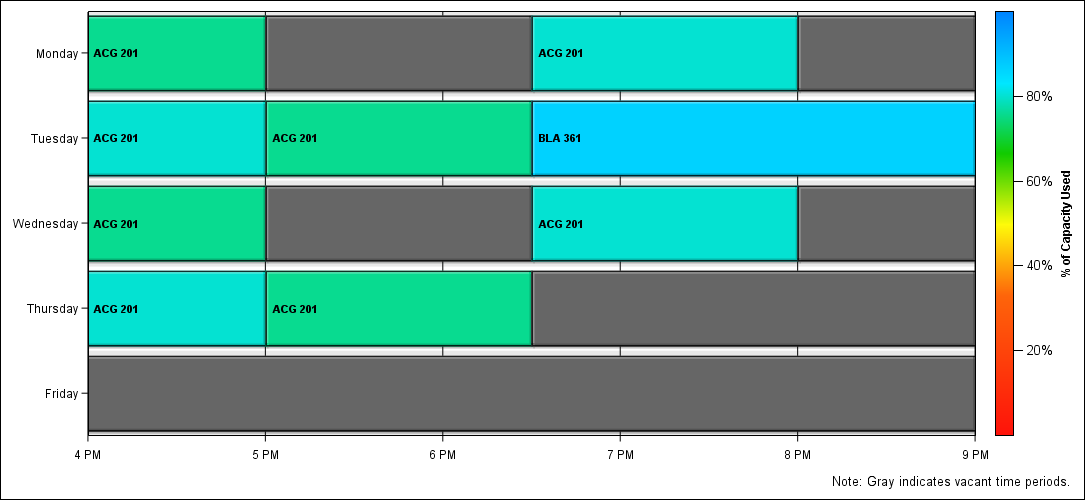 Monday
ACG 201
ACG 201
Tuesday
ACG 201
ACG 201
BLA 361
Wednesday
ACG 201
ACG 201
Thursday
ACG 201
ACG 201
Friday
4 PM
5 PM
6 PM
7 PM
8 PM
9 PM
80%
60%
40%
20%
% of Capacity Used
Note: Gray indicates vacant time periods.